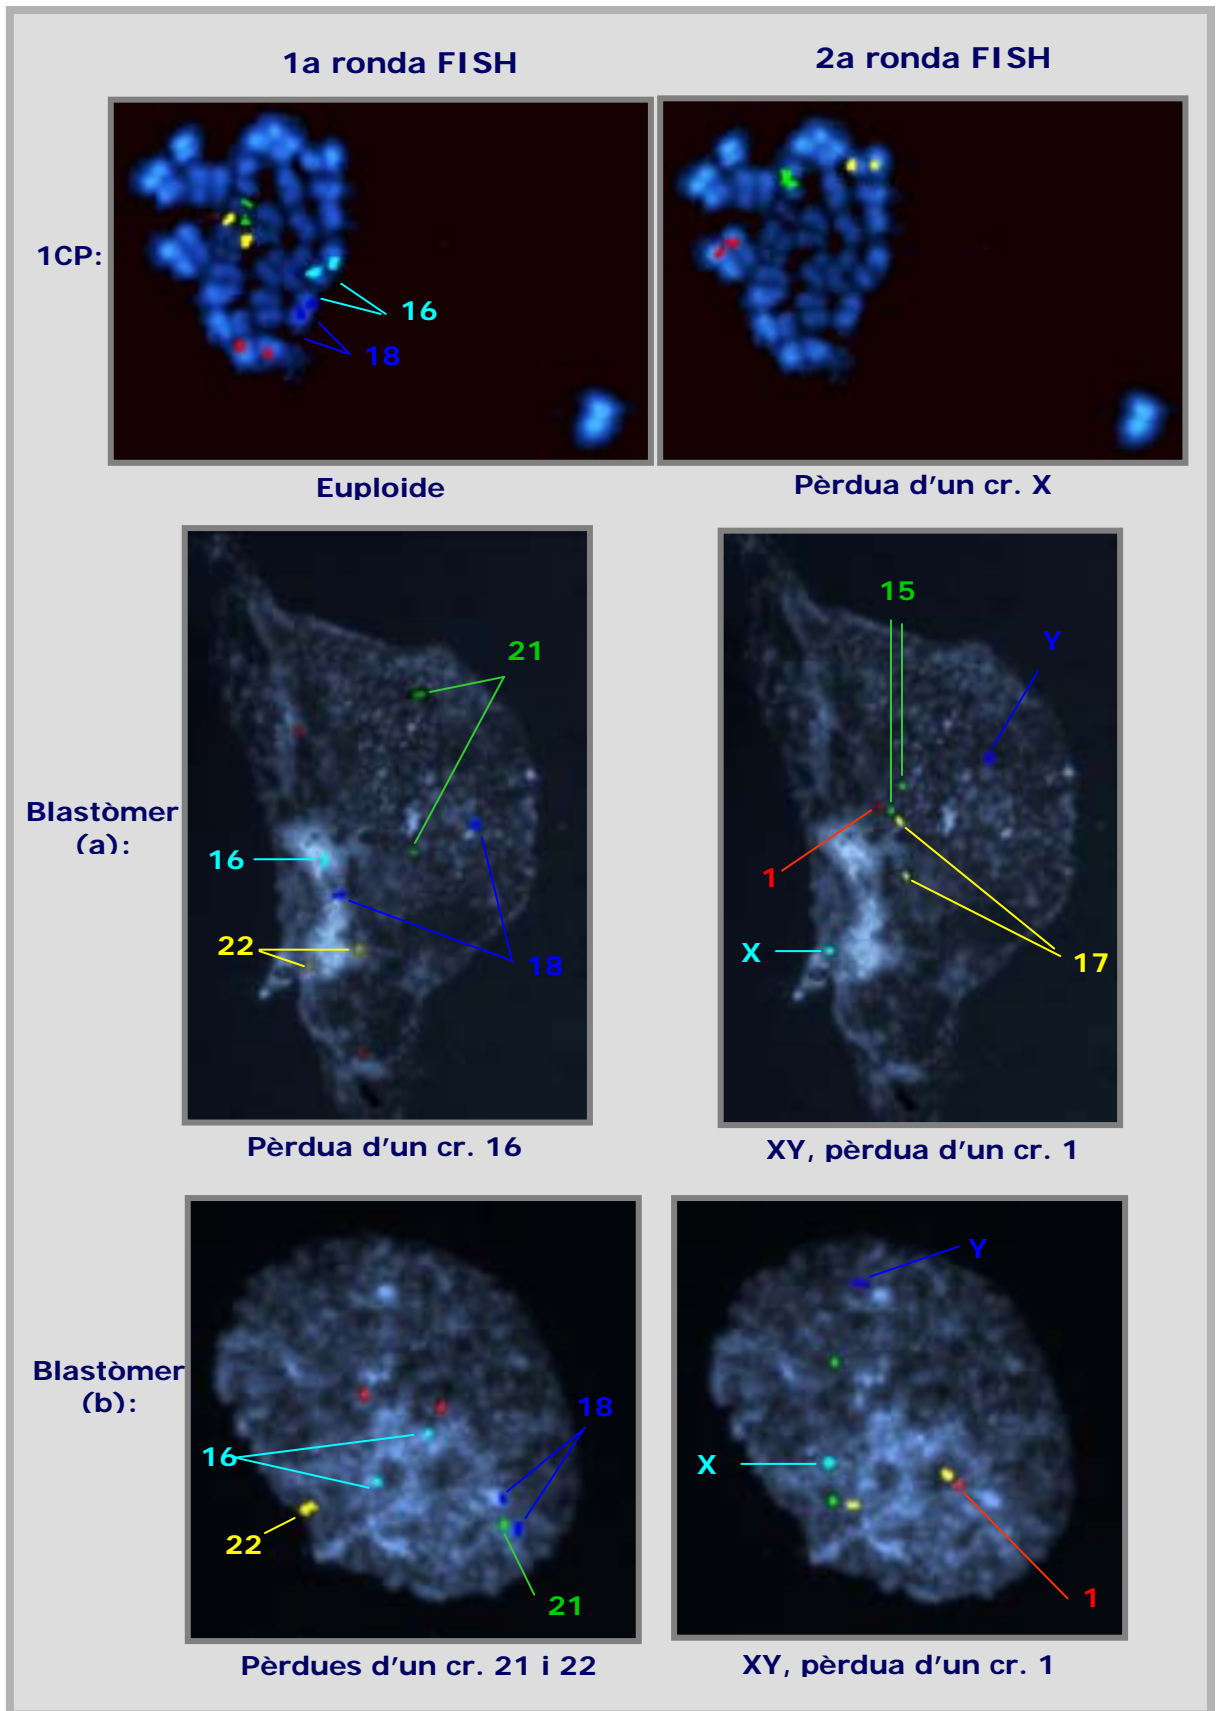 1a ronda FISH
2a ronda FISH
1CP:
16
18
Euploide
Pèrdua d'un cr. X
21
15
Y
Blastòmer
(a):
16
1
22
18
X
17
Pèrdua d'un cr. 16
XY, pèrdua d'un cr. 1
Y
Blastòmer
(b):
18
16
X
22
21
1
Pèrdues d'un cr. 21 i 22
XY, pèrdua d'un cr. 1